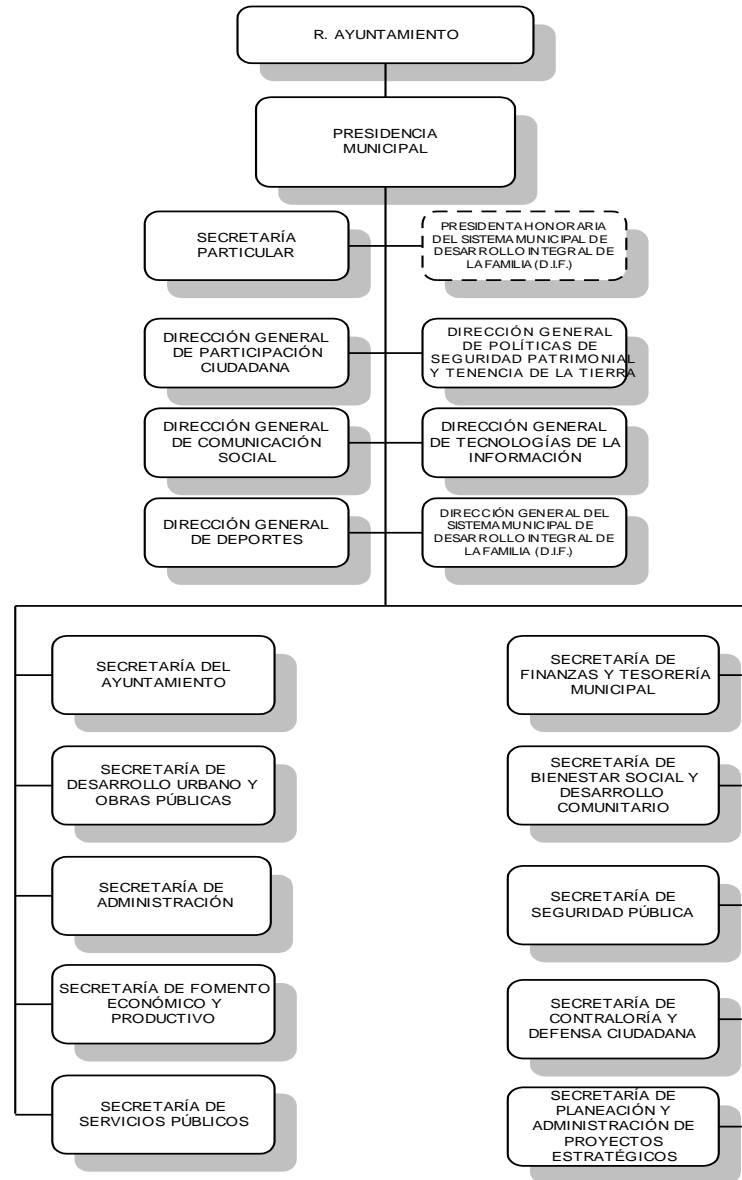 R. AYUNTAMIENTO
PRESIDENCIA
MUNICIPAL
SECRETARÍA
PARTICULAR
PRESIDENTA HONORARIA
DEL SISTEMA MUNICIPAL DE
DESARROLLO INTEGRAL DE
LA FAMILIA (D.I.F.)
DIRECCIÓN GENERAL
DE PARTICIPACIÓN
CIUDADANA
DIRECCIÓN GENERAL
DE POLÍTICAS DE
SEGURIDAD PATRIMONIAL
Y TENENCIA DE LA TIERRA
DIRECCIÓN GENERAL
DE COMUNICACIÓN
SOCIAL
DIRECCIÓN GENERAL
DE TECNOLOGÍAS DE LA
INFORMACIÓN
DIRECCIÓN GENERAL
DE DEPORTES
DIRECCIÓN GENERAL DEL
SISTEMA MUNICIPAL DE
DESARROLLO INTEGRAL DE
LA FAMILIA (D.I.F.)
SECRETARÍA DEL
AYUNTAMIENTO
SECRETARÍA DE
FINANZAS Y TESORERÍA
MUNICIPAL
SECRETARÍA DE
DESARROLLO URBANO Y
OBRAS PÚBLICAS
SECRETARÍA DE
BIENESTAR SOCIAL Y
DESARROLLO
COMUNITARIO
SECRETARÍA DE
ADMINISTRACIÓN
SECRETARÍA DE
SEGURIDAD PÚBLICA
SECRETARÍA DE FOMENTO
ECONÓMICO Y
PRODUCTIVO
SECRETARÍA DE
CONTRALORÍA Y
DEFENSA CIUDADANA
SECRETARÍA DE
SERVICIOS PÚBLICOS
SECRETARÍA DE
PLANEACIÓN Y
ADMINISTRACIÓN DE
PROYECTOS
ESTRATÉGICOS